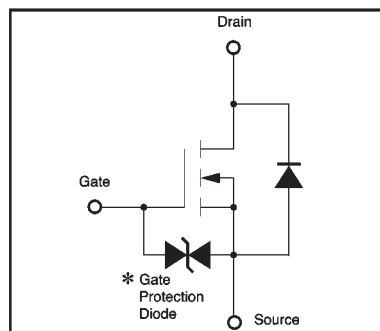 Drain
Gate
* Gate
Protection
Diode
Source